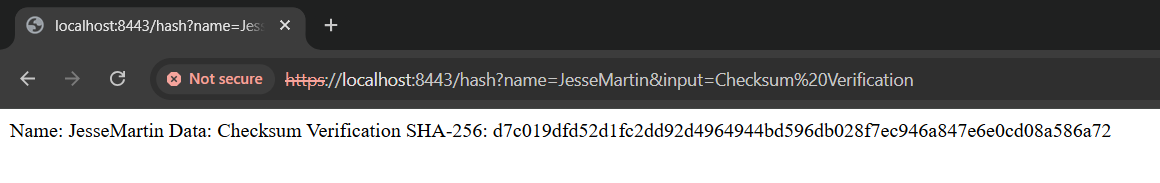 localhost:8443/hash?name=Jes
Not secure https://localhost:8443/hash?name=JesseMartin&input=Checksum%20Verification
Name: JesseMartin Data: Checksum Verification SHA-256: d7c019dfd52d1fc2dd92d4964944bd596db028f7ec946a847e6e0cd08a586a72